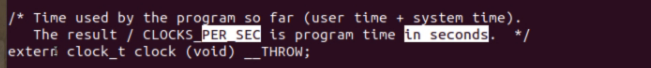 /* Time used by the program so far (user time + system time).
The result / CLOCKS_PER_SEC is program time in seconds. */
extern clock_t clock (void) __THROW;